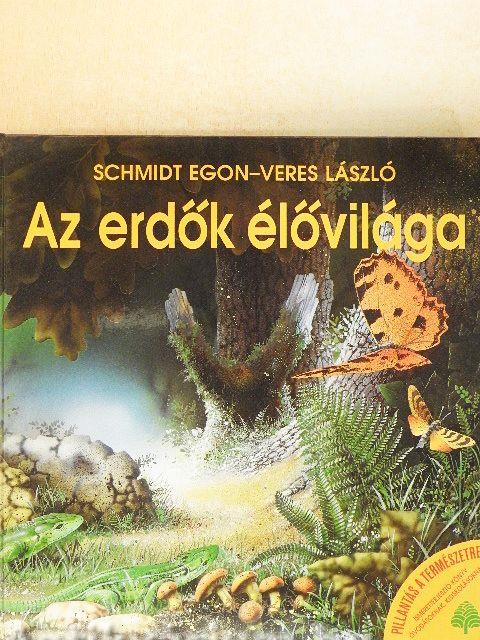 SCHMIDT EGON–VERES LÁSZLÓ
Az erdők élővilága
PILLANTÁS A TERMÉSZETRE